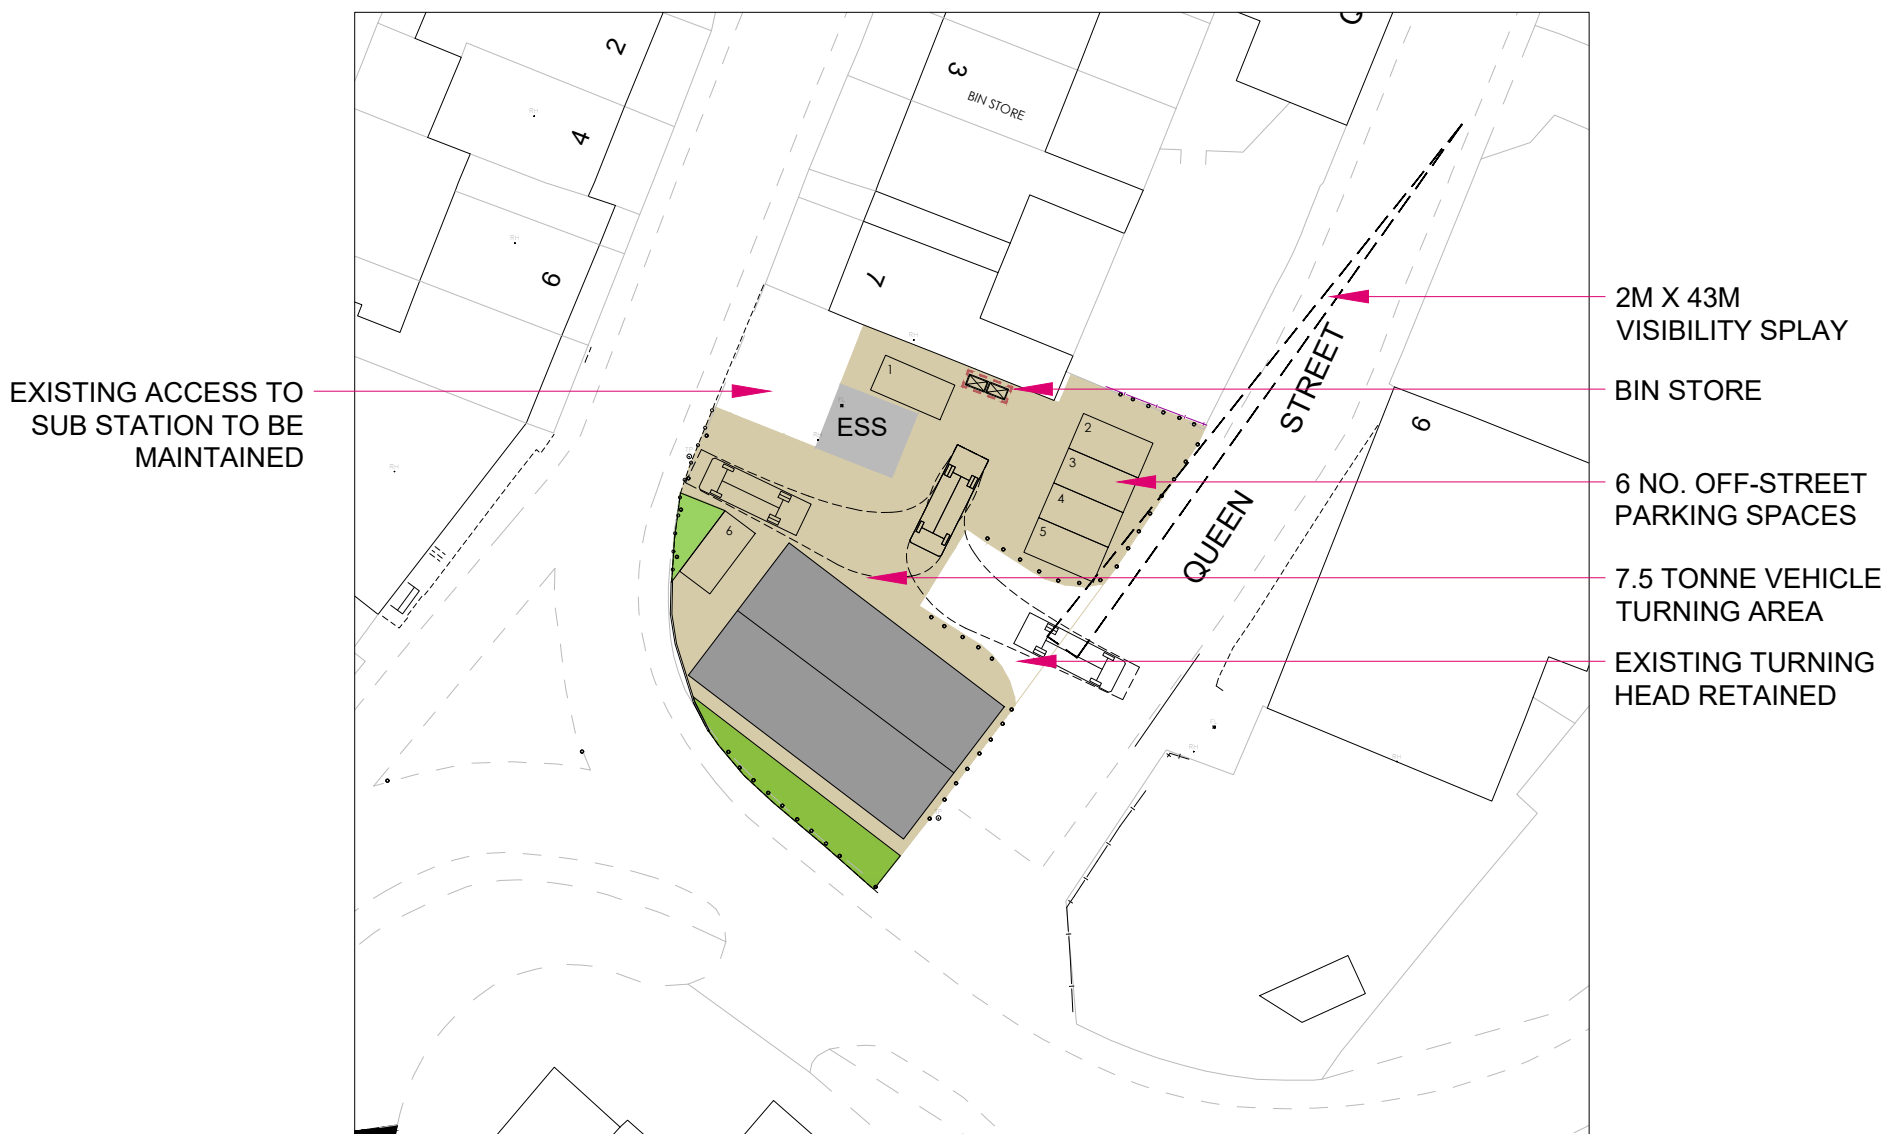 2
4
6
3
BIN STORE
7
G
EXISTING ACCESS TO
SUB STATION TO BE
MAINTAINED
ESS
1
2
3
4
5
6
QUEEN STREET
9
2M X 43M
VISIBILITY SPLAY
BIN STORE
6 NO. OFF-STREET
PARKING SPACES
7.5 TONNE VEHICLE
TURNING AREA
EXISTING TURNING
HEAD RETAINED